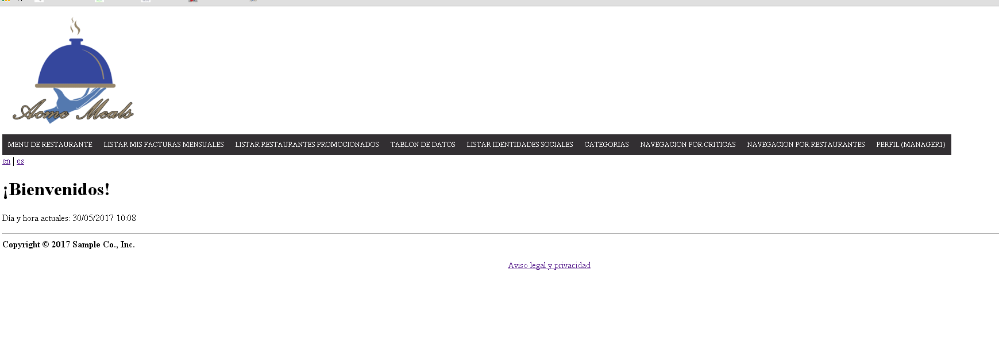 Acme Meals
MENU DE RESTAURANTE LISTAR MIS FACTURAS MENSUALES LISTAR RESTAURANTES PROMOCIONADOS TABLON DE DATOS LISTAR IDENTIDADES SOCIALES CATEGORIAS NAVEGACION POR CRITICAS NAVEGACION POR RESTAURANTES PERFIL (MANAGER1)
en | es
¡Bienvenidos!
Día y hora actuales: 30/05/2017 10:08
Copyright © 2017 Sample Co., Inc.
Aviso legal y privacidad